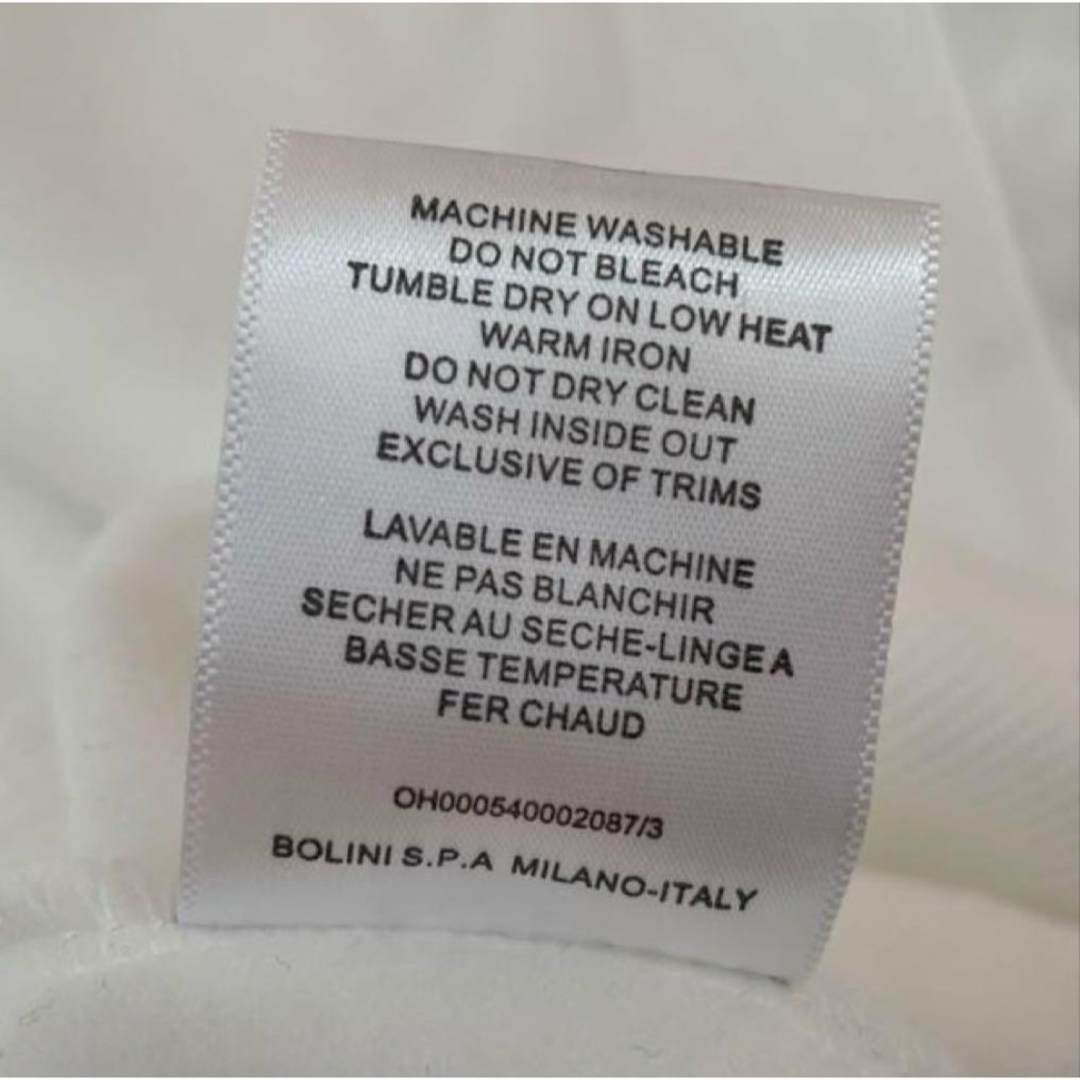 MACHINE WASHABLE
DO NOT BLEACH
TUMBLE DRY ON LOW HEAT
WARM IRON
DO NOT DRY CLEAN
WASH INSIDE OUT
EXCLUSIVE OF TRIMS
LAVABLE EN MACHINE
NE PAS BLANCHIR
SECHER AU SECHE-LINGE A
BASSE TEMPERATURE
FER CHAUD
OH000540002087/3
BOLINI S.P.A MILANO-ITALY